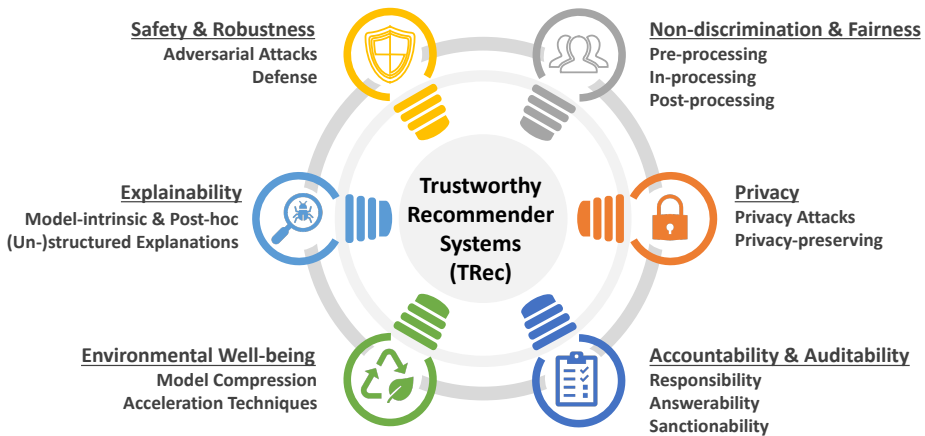 Safety & Robustness
Adversarial Attacks
Defense
Non-discrimination & Fairness
Pre-processing
In-processing
Post-processing
Explainability
Model-intrinsic & Post-hoc
(Un-)structured Explanations
Trustworthy
Recommender
Systems
(TRec)
Privacy
Privacy Attacks
Privacy-preserving
Environmental Well-being
Model Compression
Acceleration Techniques
Accountability & Auditability
Responsibility
Answerability
Sanctionability